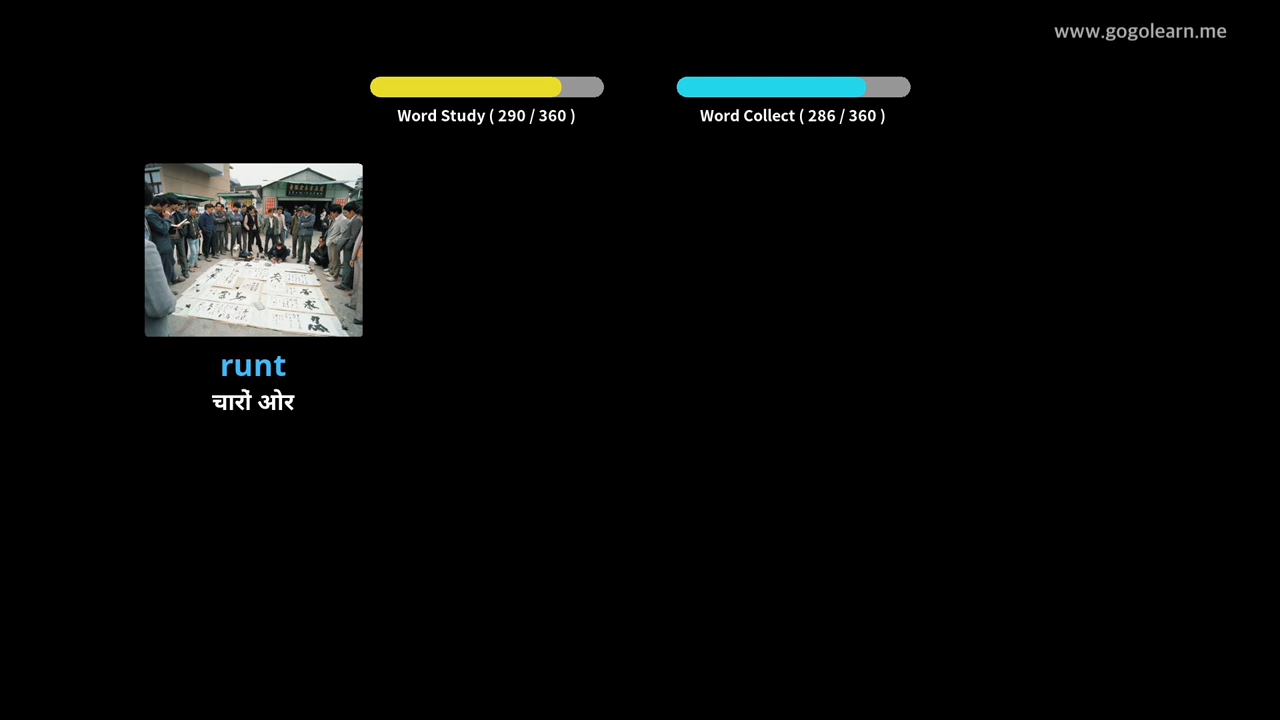 www.gogolearn.me
Word Study ( 290 / 360 )
Word Collect ( 286 / 360 )
runt
चारों ओर